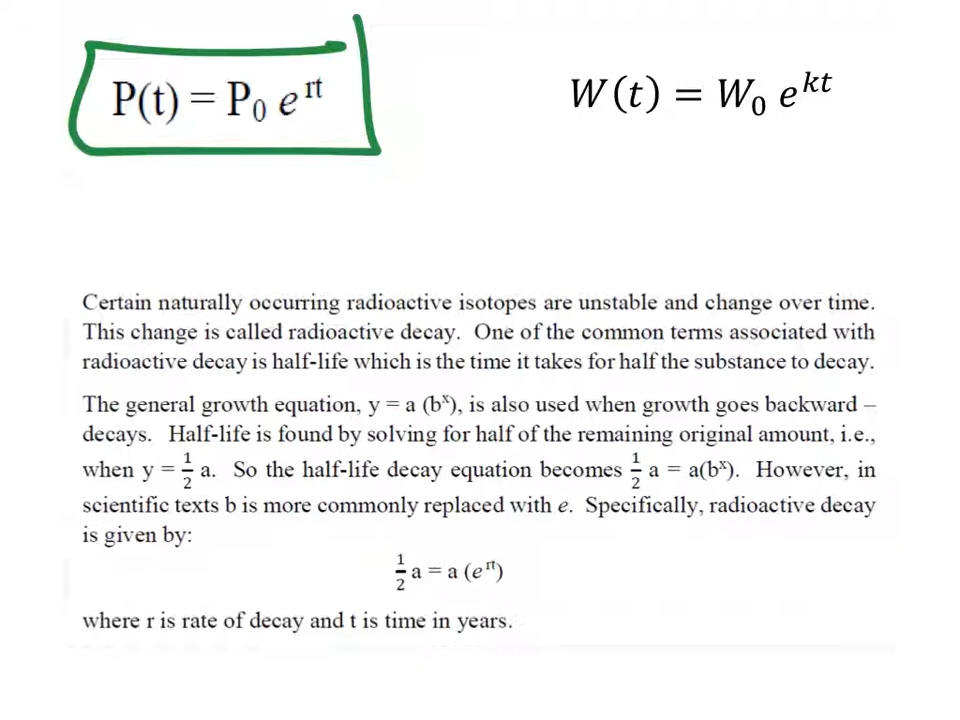 P(t) = P₀ e ʳᵗ
W(t) = W₀ eᵏᵗ
Certain naturally occurring radioactive isotopes are unstable and change over time.
This change is called radioactive decay. One of the common terms associated with
radioactive decay is half-life which is the time it takes for half the substance to decay.
The general growth equation, y = a (bˣ), is also used when growth goes backward –
decays. Half-life is found by solving for half of the remaining original amount, i.e.,
when y = 1/2 a. So the half-life decay equation becomes 1/2 a = a(bˣ). However, in
scientific texts b is more commonly replaced with e. Specifically, radioactive decay
is given by:
1/2 a = a (eʳᵗ)
where r is rate of decay and t is time in years.